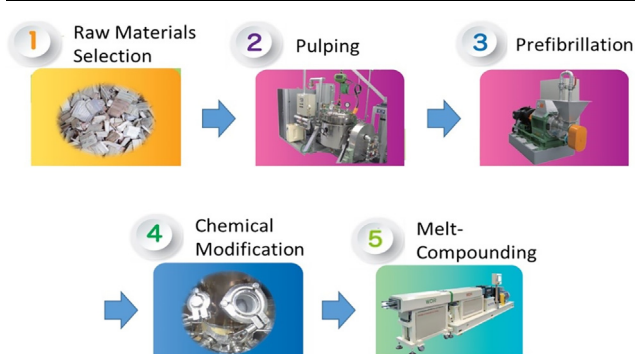 1 Raw Materials
Selection
2 Pulping
3 Prefibrillation
4 Chemical
Modification
5 Melt-
Compounding